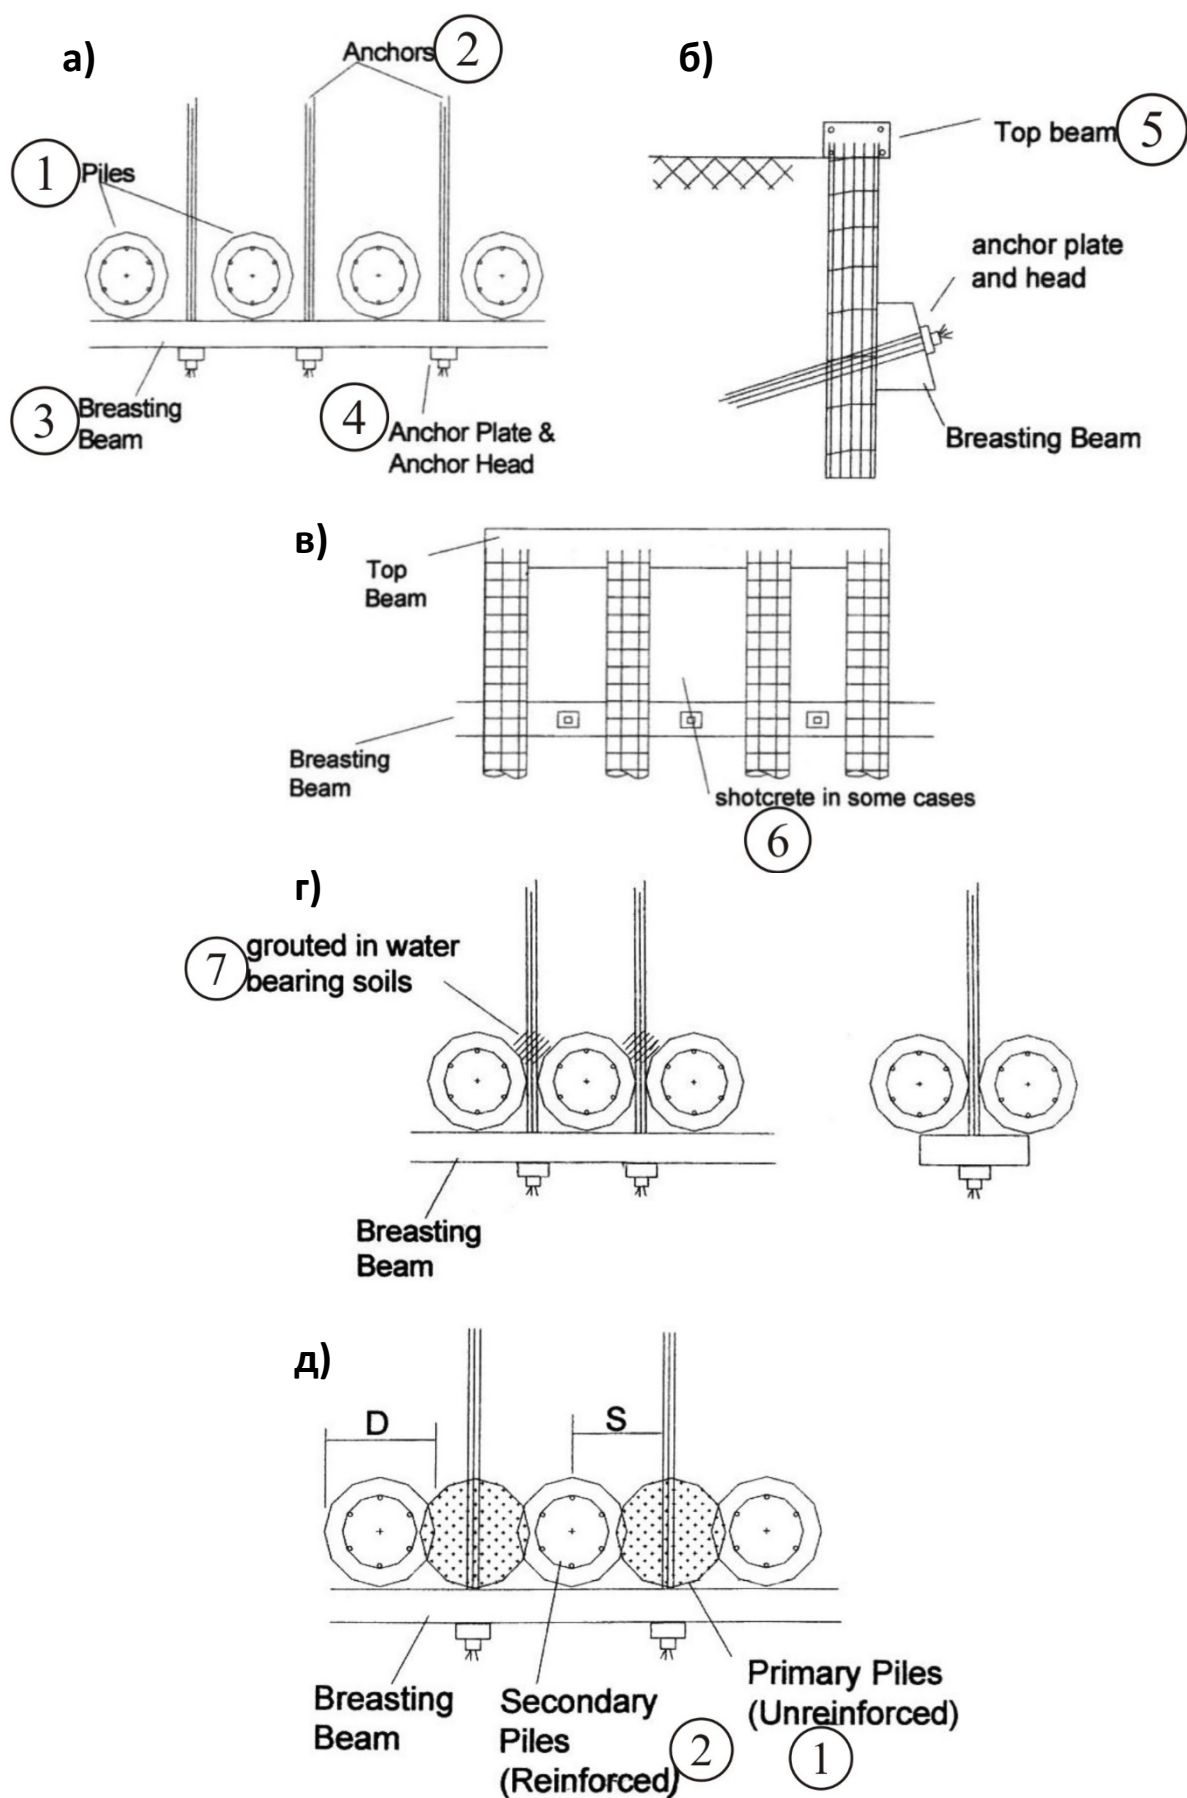 а)
Anchors 2
1 Piles
3 Breasting
Beam
4 Anchor Plate &
Anchor Head
б)
Top beam 5
anchor plate
and head
Breasting Beam
в)
Top
Beam
Breasting
Beam
shotcrete in some cases
6
г)
7 grouted in water
bearing soils
Breasting
Beam
д)
D
S
Breasting
Beam
Secondary
Piles
(Reinforced) 2
Primary Piles
(Unreinforced)
1